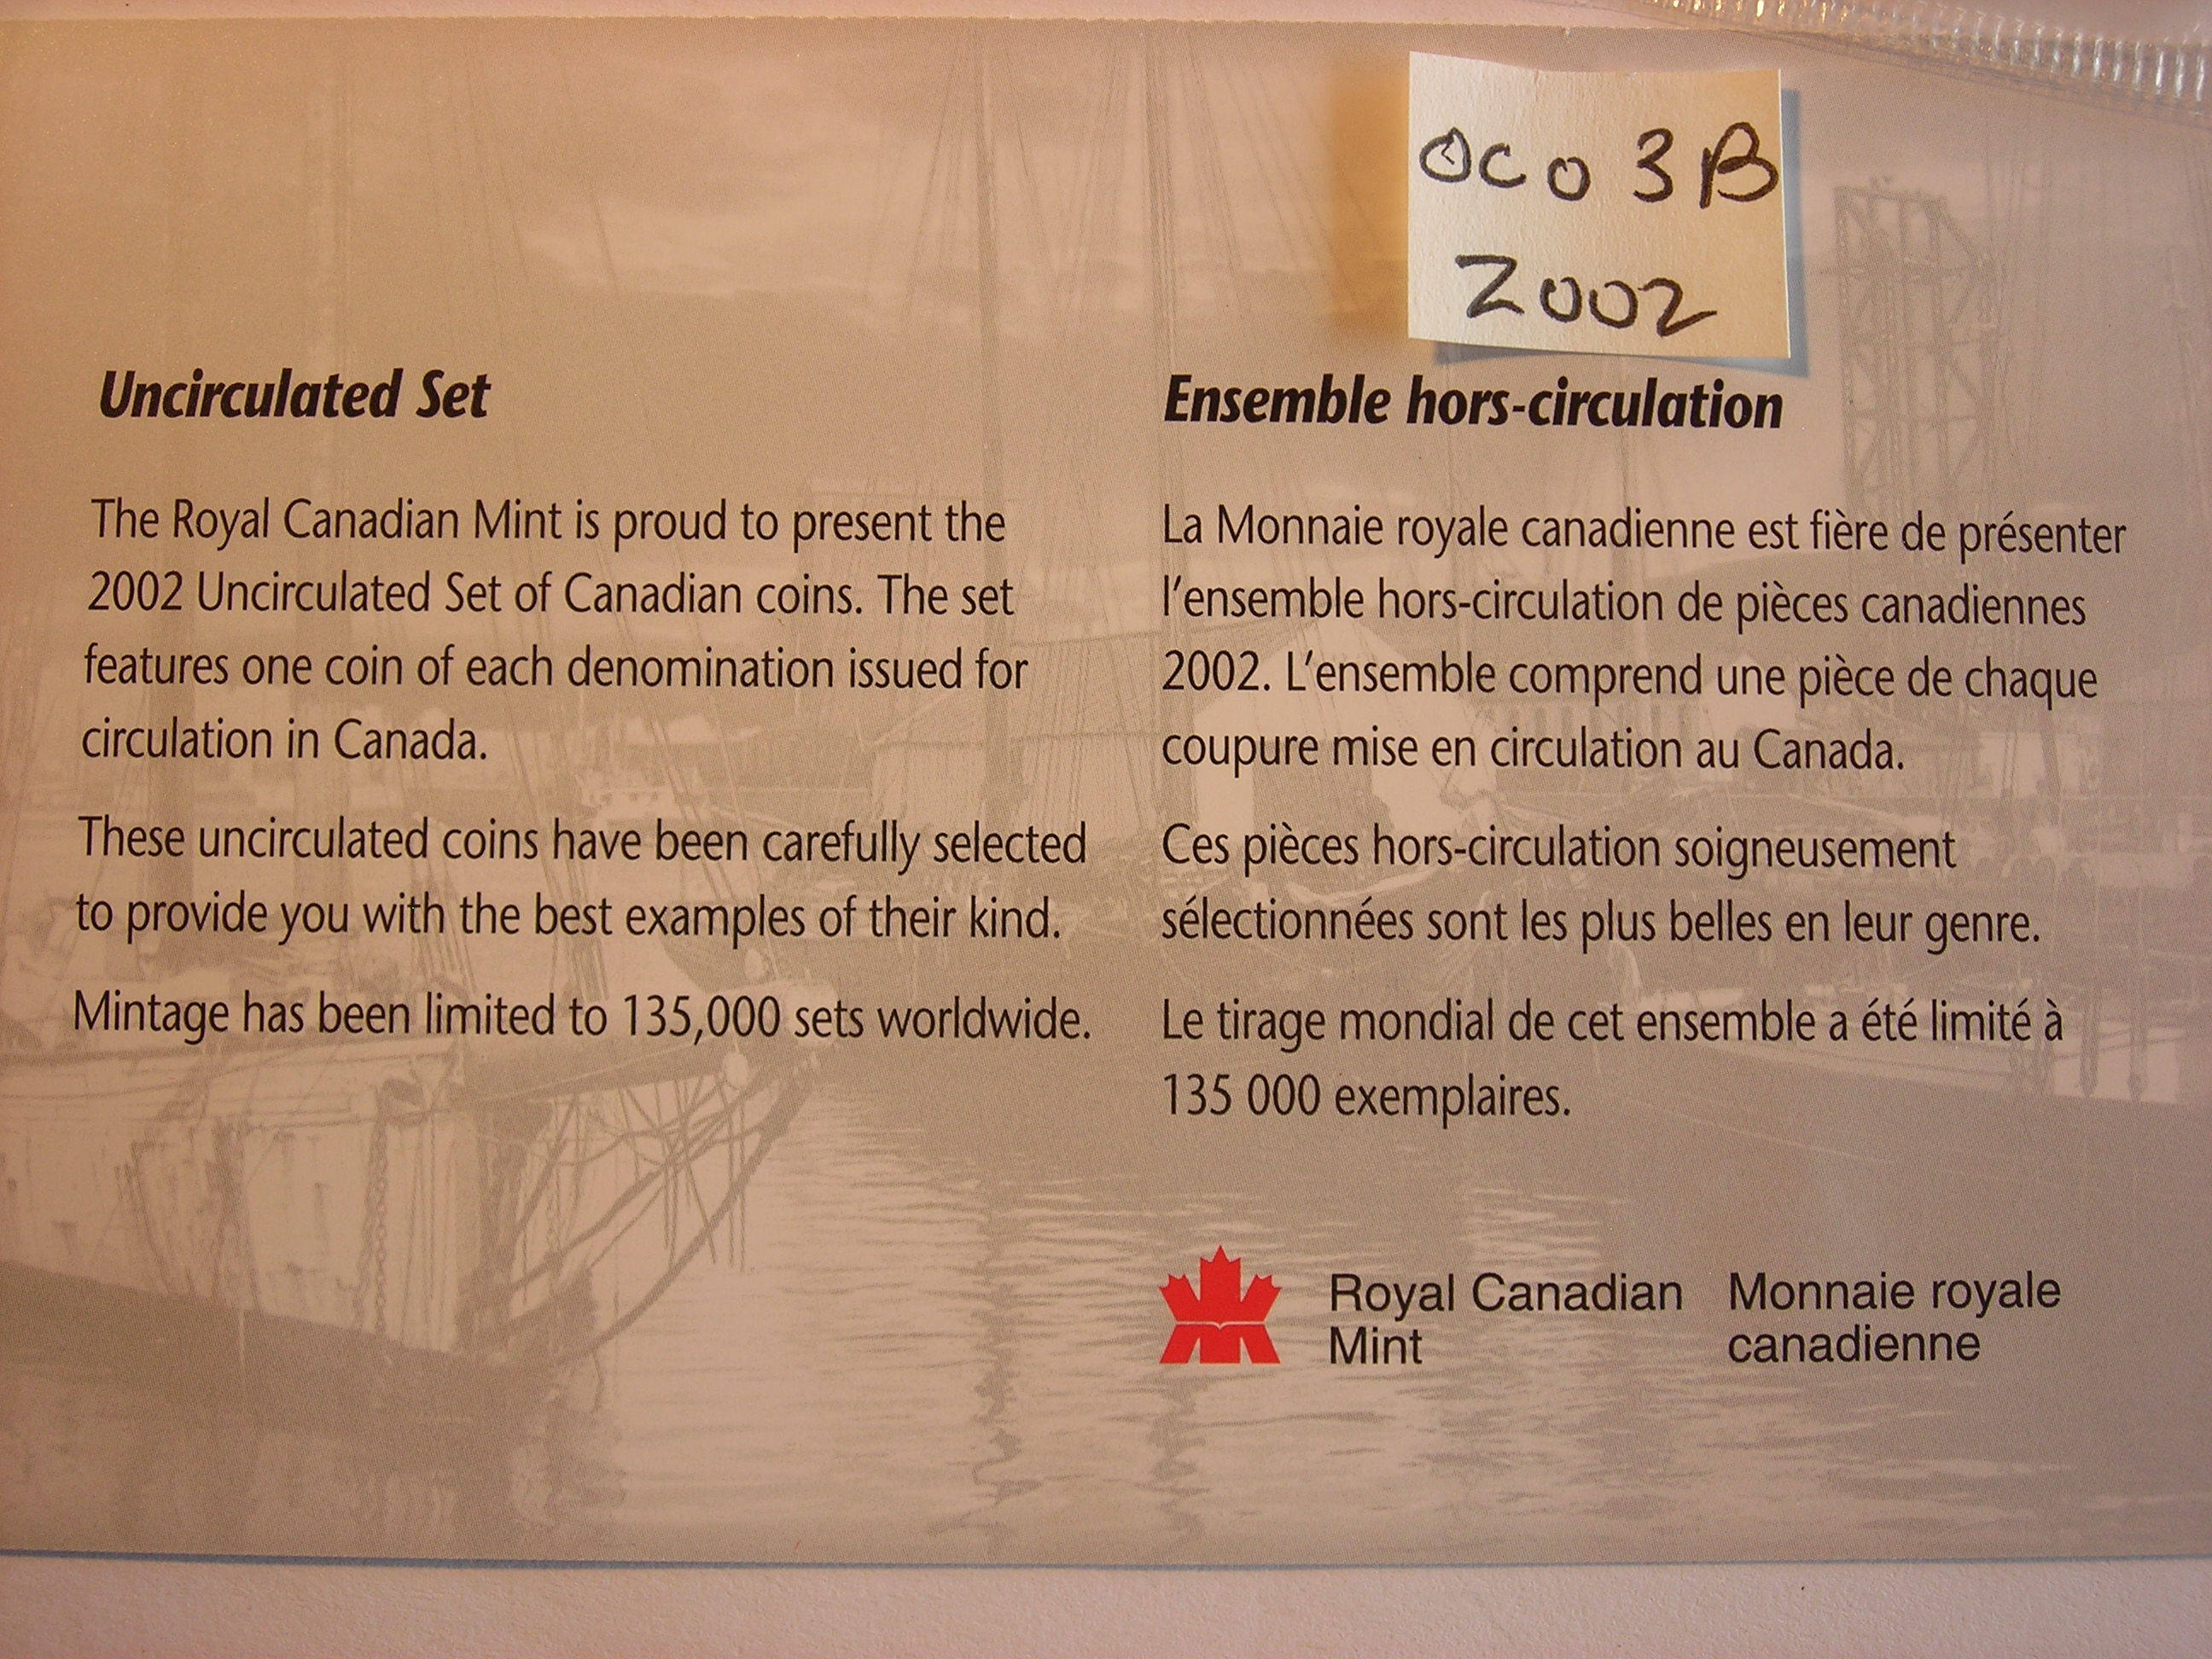 OCO 3B
2002
Uncirculated Set
The Royal Canadian Mint is proud to present the
2002 Uncirculated Set of Canadian coins. The set
features one coin of each denomination issued for
circulation in Canada.
These uncirculated coins have been carefully selected
to provide you with the best examples of their kind.
Mintage has been limited to 135,000 sets worldwide.
Ensemble hors-circulation
La Monnaie royale canadienne est fière de présenter
l'ensemble hors-circulation de pièces canadiennes
2002. L'ensemble comprend une pièce de chaque
coupure mise en circulation au Canada.
Ces pièces hors-circulation soigneusement
sélectionnées sont les plus belles en leur genre.
Le tirage mondial de cet ensemble a été limité à
135 000 exemplaires.
Royal Canadian
Mint
Monnaie royale
canadienne